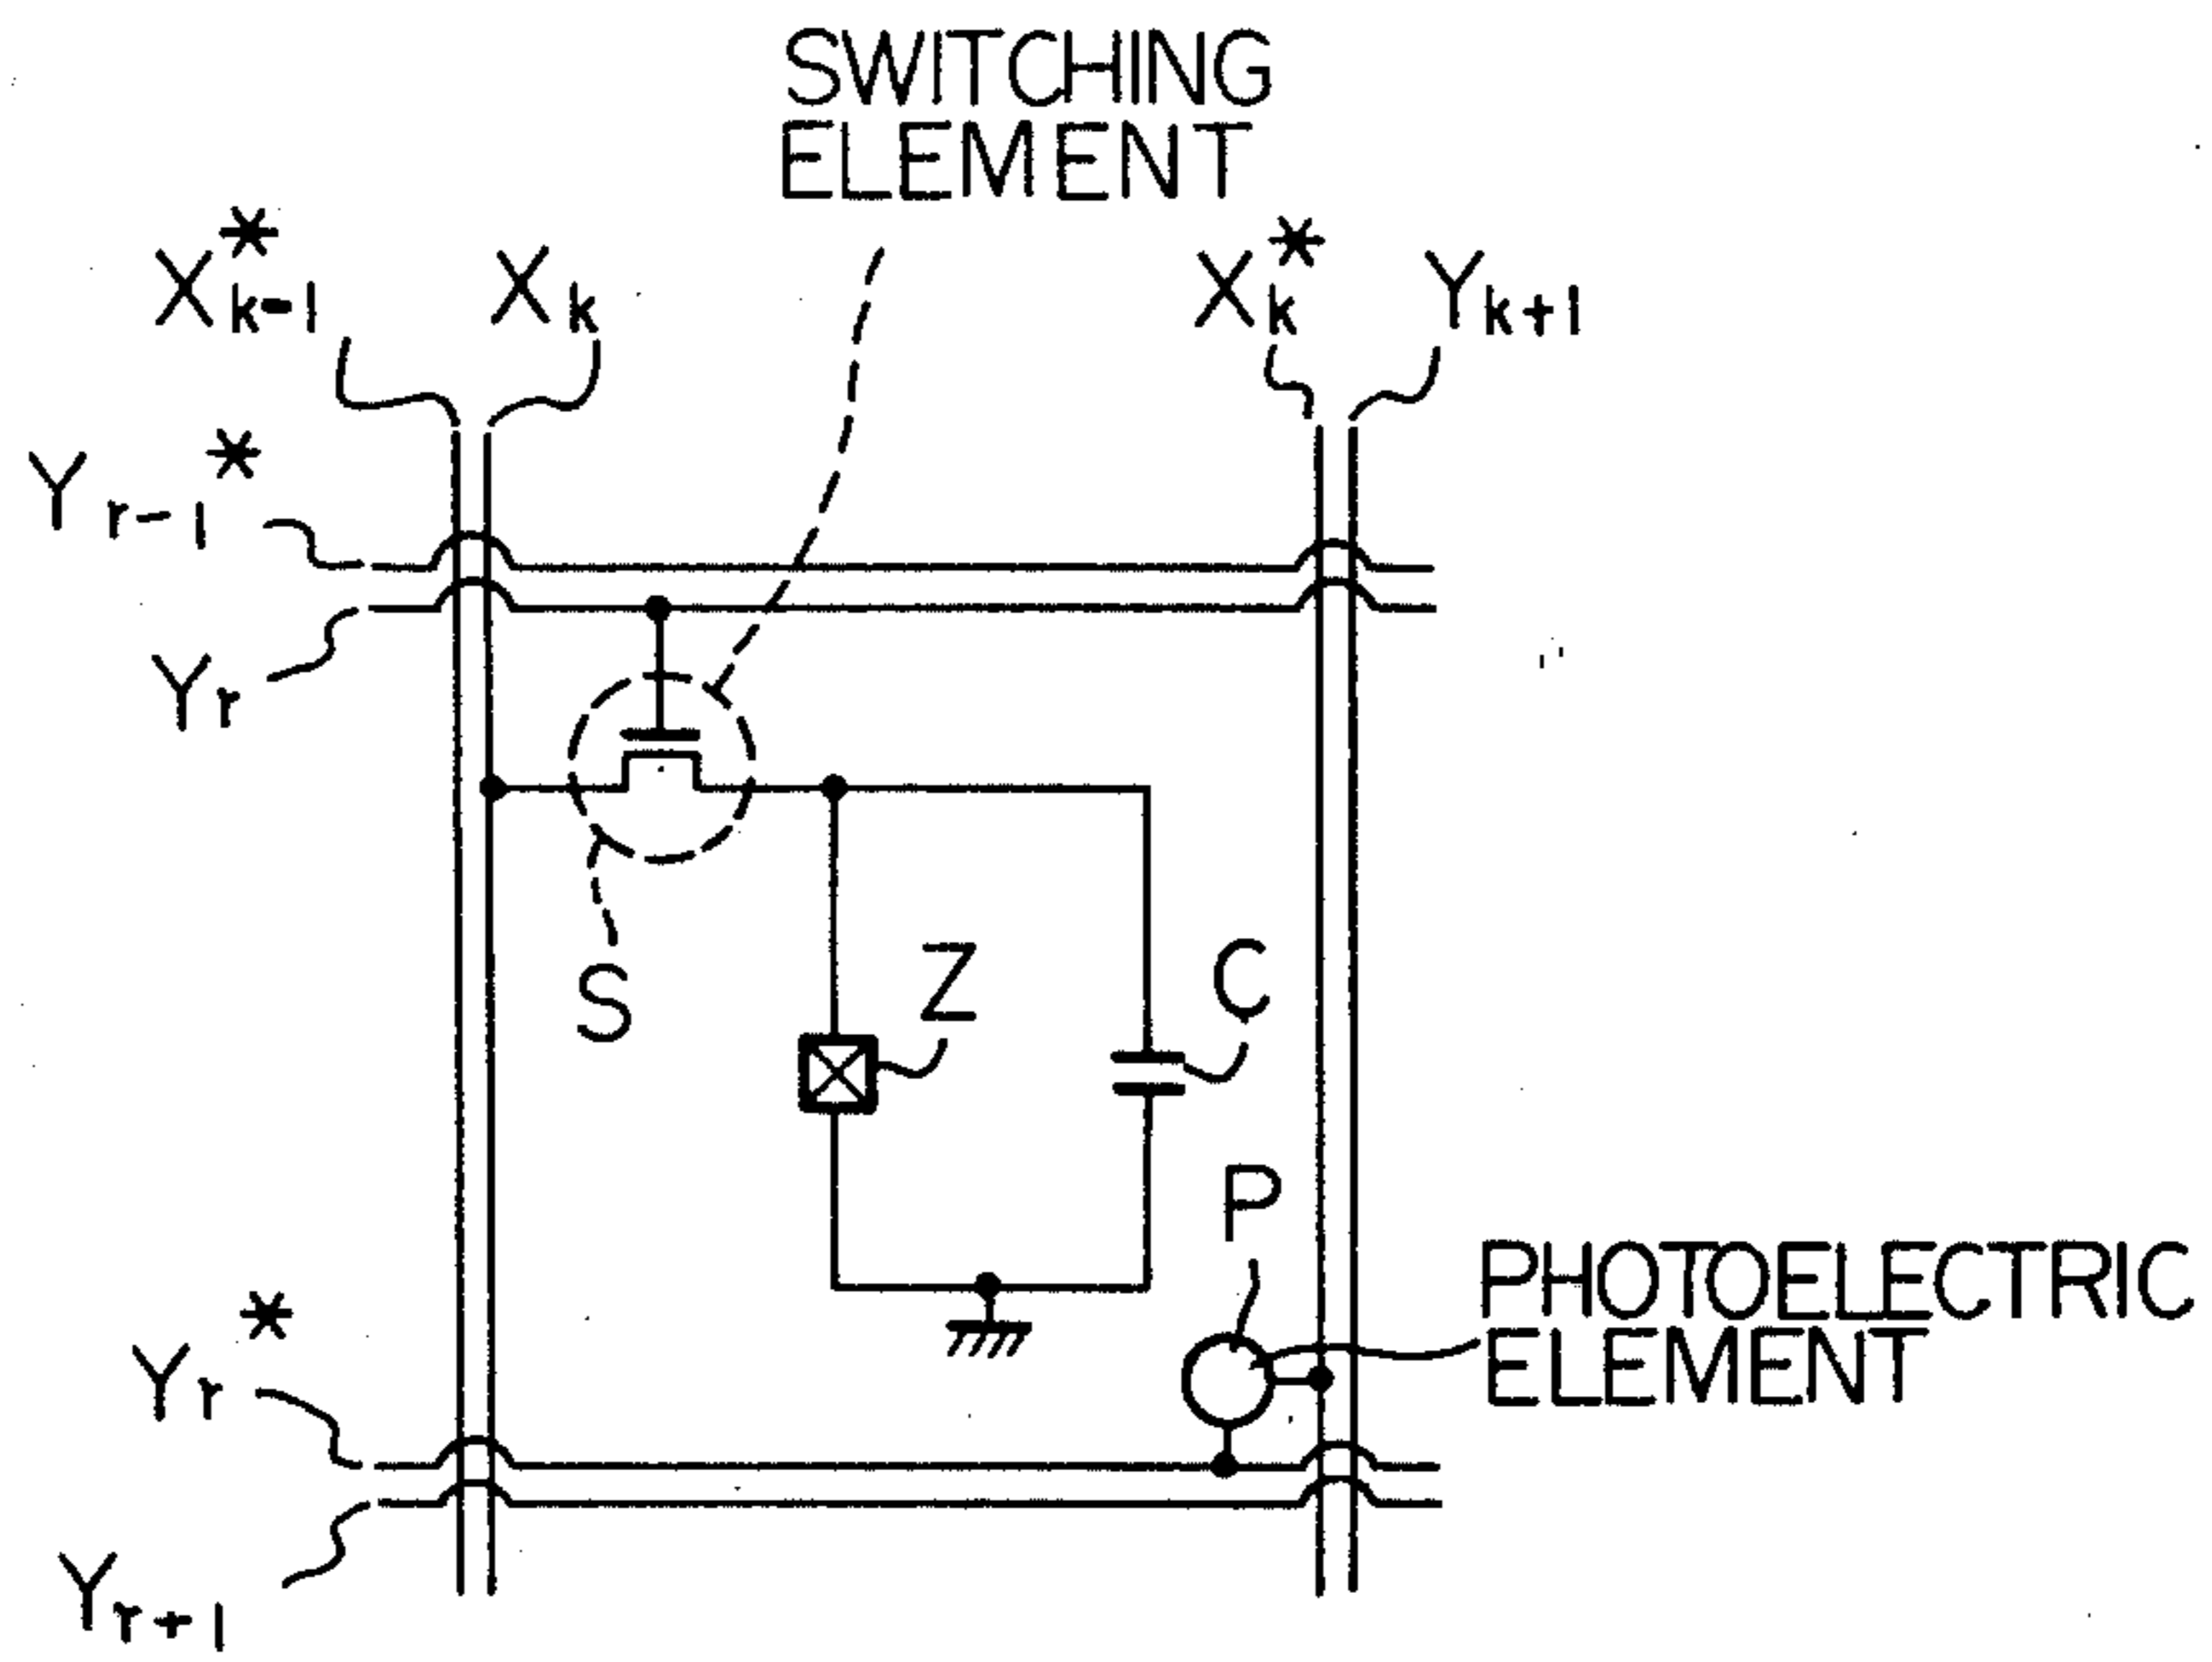 SWITCHING
ELEMENT
X*k-1
Xk
X*k
Yk+1
Yr-1*
Yr
S
Z
C
P
PHOTOELECTRIC
ELEMENT
Yr*
Yr+1